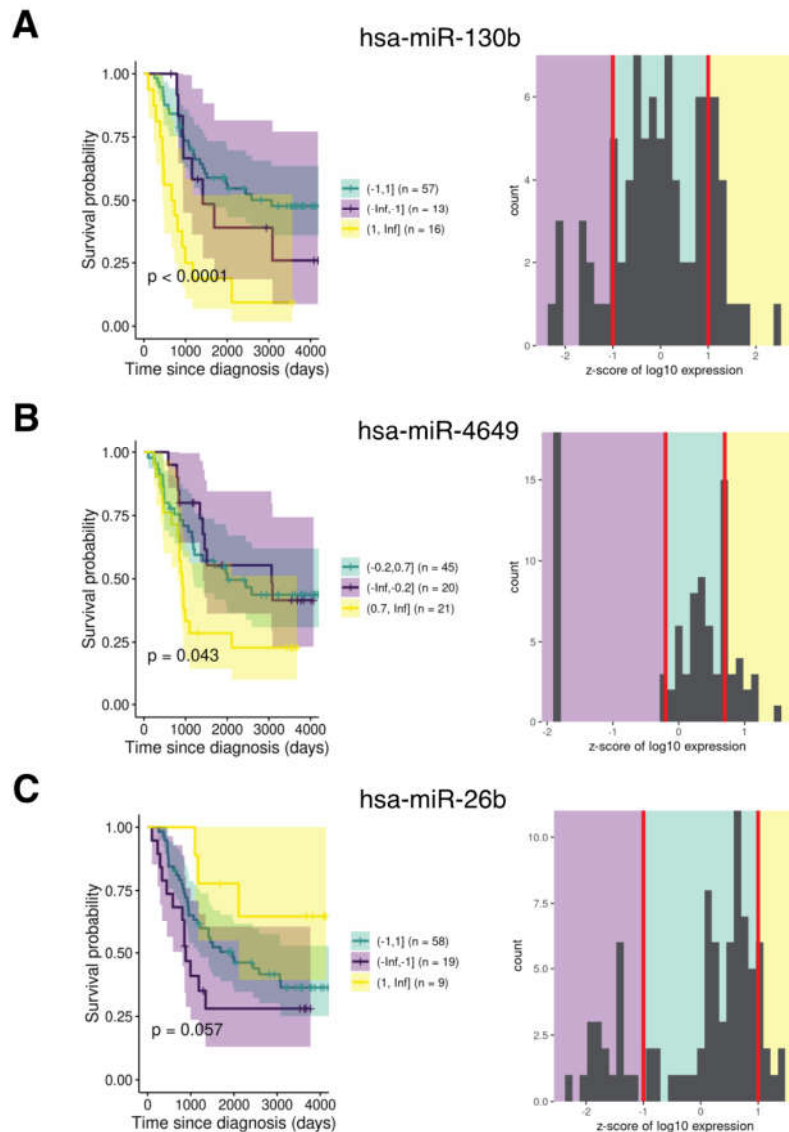 A
hsa-miR-130b
Survival probability
1.00
0.75
0.50
0.25
0.00
p < 0.0001
0 1000 2000 3000 4000
Time since diagnosis (days)
(-1,1] (n = 57)
(-Inf,-1] (n = 13)
(1, Inf] (n = 16)
count
6
4
2
0
-2 -1 0 1 2
z-score of log10 expression
B
hsa-miR-4649
Survival probability
1.00
0.75
0.50
0.25
0.00
p = 0.043
0 1000 2000 3000 4000
Time since diagnosis (days)
(-0.2,0.7] (n = 45)
(-Inf,-0.2] (n = 20)
(0.7, Inf] (n = 21)
count
15
10
5
0
-2 -1 0 1
z-score of log10 expression
C
hsa-miR-26b
Survival probability
1.00
0.75
0.50
0.25
0.00
p = 0.057
0 1000 2000 3000 4000
Time since diagnosis (days)
(-1,1] (n = 58)
(-Inf,-1] (n = 19)
(1, Inf] (n = 9)
count
10.0
7.5
5.0
2.5
0.0
-2 -1 0 1
z-score of log10 expression